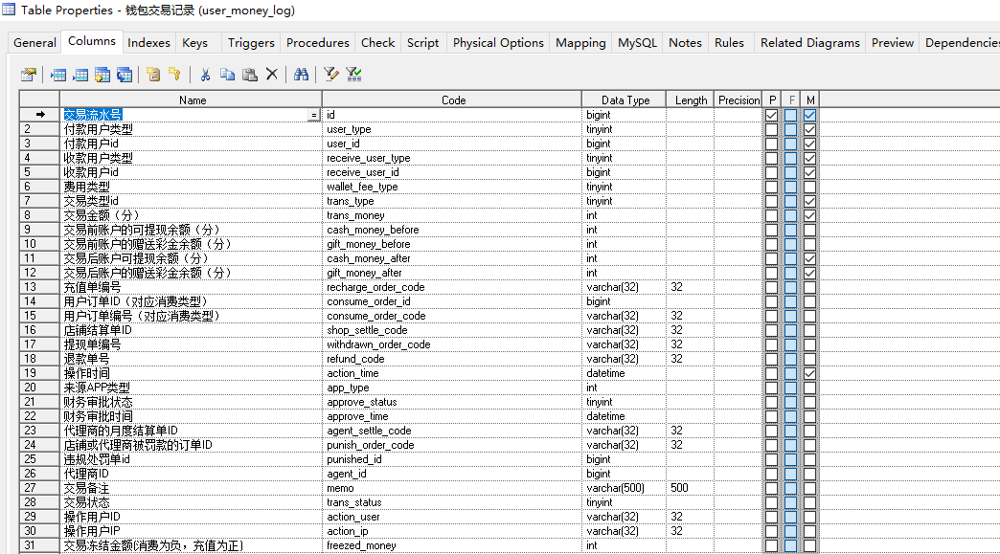 Table Properties - 钱包交易记录 (user_money_log)
General Columns Indexes Keys Triggers Procedures Check Script Physical Options Mapping MySQL Notes Rules Related Diagrams Preview Dependencies
Name Code Data Type Length Precision P F M
交易流水号 = id bigint
2 付款用户类型 user_type tinyint
3 付款用户id user_id bigint
4 收款用户类型 receive_user_type tinyint
5 收款用户id receive_user_id bigint
6 费用类型 wallet_fee_type tinyint
7 交易类型id trans_type tinyint
8 交易金额（分） trans_money int
9 交易前账户的可提现余额（分） cash_money_before int
10 交易前账户的赠送彩金余额（分） gift_money_before int
11 交易后账户可提现余额（分） cash_money_after int
12 交易后账户的赠送彩金余额（分） gift_money_after int
13 充值单编号 recharge_order_code varchar(32) 32
14 用户订单ID（对应消费类型） consume_order_id bigint
15 用户订单编号（对应消费类型） consume_order_code varchar(32) 32
16 店铺结算单ID shop_settle_code varchar(32) 32
17 提现单编号 withdrawn_order_code varchar(32) 32
18 退款单号 refund_code varchar(32) 32
19 操作时间 action_time datetime
20 来源APP类型 app_type int
21 财务审批状态 approve_status tinyint
22 财务审批时间 approve_time datetime
23 代理商的月度结算单ID agent_settle_code varchar(32) 32
24 店铺或代理商被罚款的订单ID punish_order_code varchar(32) 32
25 违规处罚单id punished_id bigint
26 代理商ID agent_id bigint
27 交易备注 memo varchar(500) 500
28 交易状态 trans_status tinyint
29 操作用户ID action_user varchar(32) 32
30 操作用户IP action_ip varchar(32) 32
31 交易冻结金额(消费为负，充值为正) freezed_money int